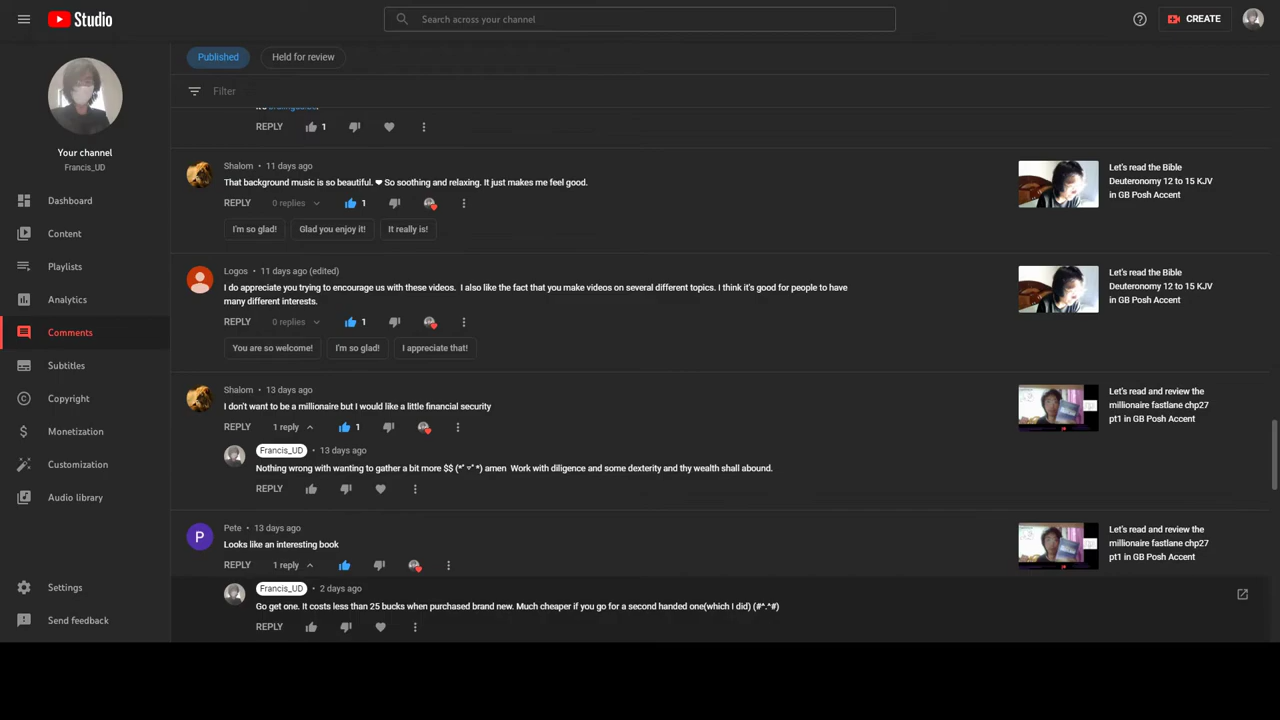 Studio
Search across your channel
CREATE
Your channel
Francis_UD
Dashboard
Content
Playlists
Analytics
Comments
Subtitles
Copyright
Monetization
Customization
Audio library
Settings
Send feedback
Published
Held for review
Filter
REPLY 1
Shalom • 11 days ago
That background music is so beautiful. ❤ So soothing and relaxing. It just makes me feel good.
REPLY 0 replies 1
I'm so glad! Glad you enjoy it! It really is!
Let's read the Bible
Deuteronomy 12 to 15 KJV
in GB Posh Accent
Logos • 11 days ago (edited)
I do appreciate you trying to encourage us with these videos. I also like the fact that you make videos on several different topics. I think it's good for people to have
many different interests.
REPLY 0 replies 1
You are so welcome! I'm so glad! I appreciate that!
Let's read the Bible
Deuteronomy 12 to 15 KJV
in GB Posh Accent
Shalom • 13 days ago
I don't want to be a millionaire but I would like a little financial security
REPLY 1 reply 1
Let's read and review the
millionaire fastlane chp27
pt1 in GB Posh Accent
Francis_UD • 13 days ago
Nothing wrong with wanting to gather a bit more $$ (*ﾟ▽ﾟ*) amen Work with diligence and some dexterity and thy wealth shall abound.
REPLY
P
Pete • 13 days ago
Looks like an interesting book
REPLY 1 reply
Let's read and review the
millionaire fastlane chp27
pt1 in GB Posh Accent
Francis_UD • 2 days ago
Go get one. It costs less than 25 bucks when purchased brand new. Much cheaper if you go for a second handed one(which I did) (#^.^#)
REPLY